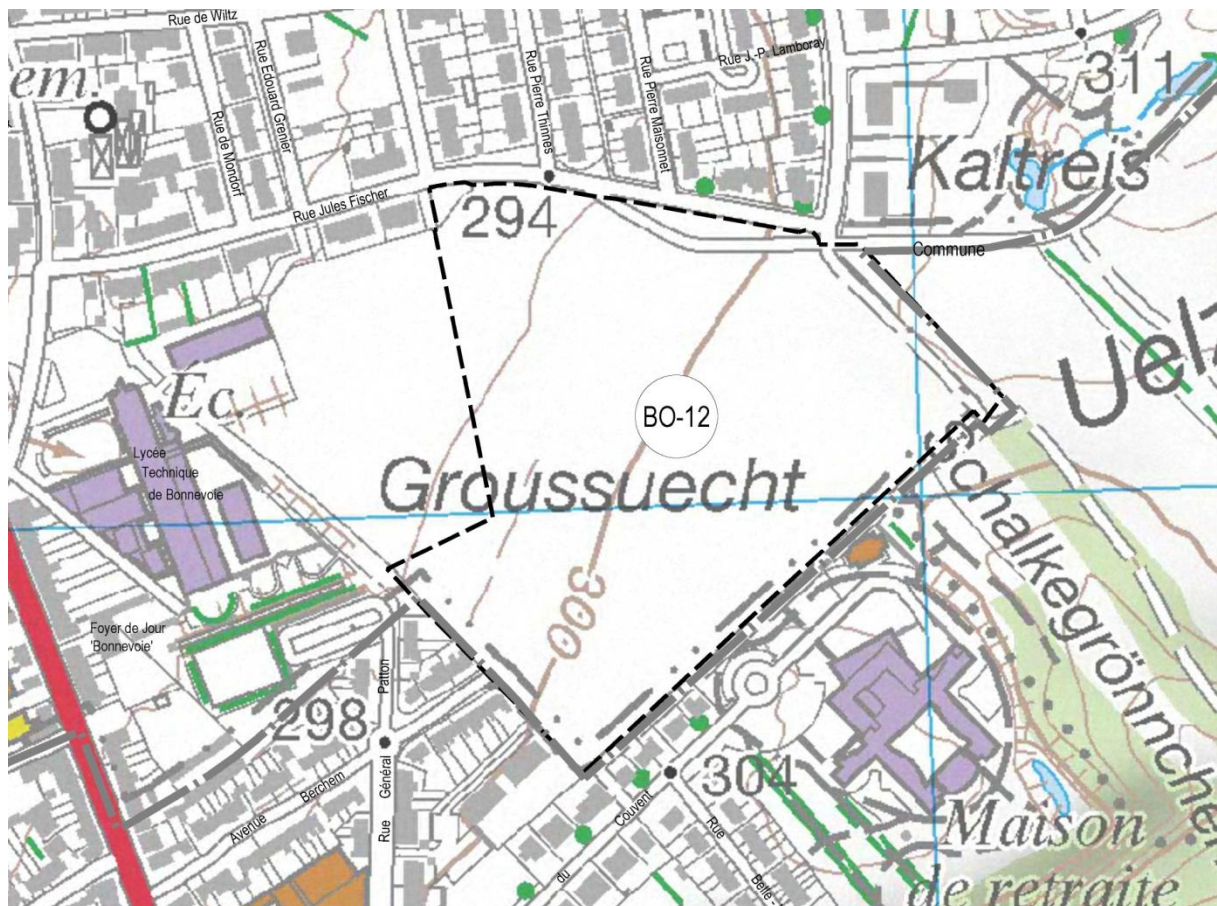 Rue de Wiltz
em.
Rue Edouard Grenier
Rue de Mondorf
Rue Pierre Thinnes
Rue Pierre Maisonnet
Rue J.-P. Lamboray
311
Kaltreis
Rue Jules Fischer
294
Commune
Uelz
Ec.
BO-12
Lycée
Technique
de Bonnevoie
Groussuecht
Schalkegrönnchen
300
Foyer de Jour
'Bonnevoie'
298
Patton
Général
Rue
Avenue Berchem
304
du Couvent
Rue
Belle -
Maison
de retraite